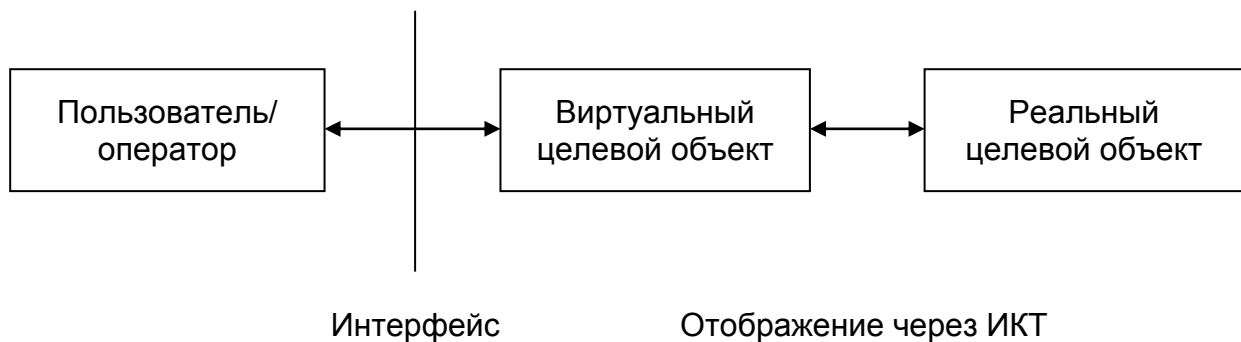 Пользователь/
оператор
Виртуальный
целевой объект
Реальный
целевой объект
Интерфейс
Отображение через ИКТ